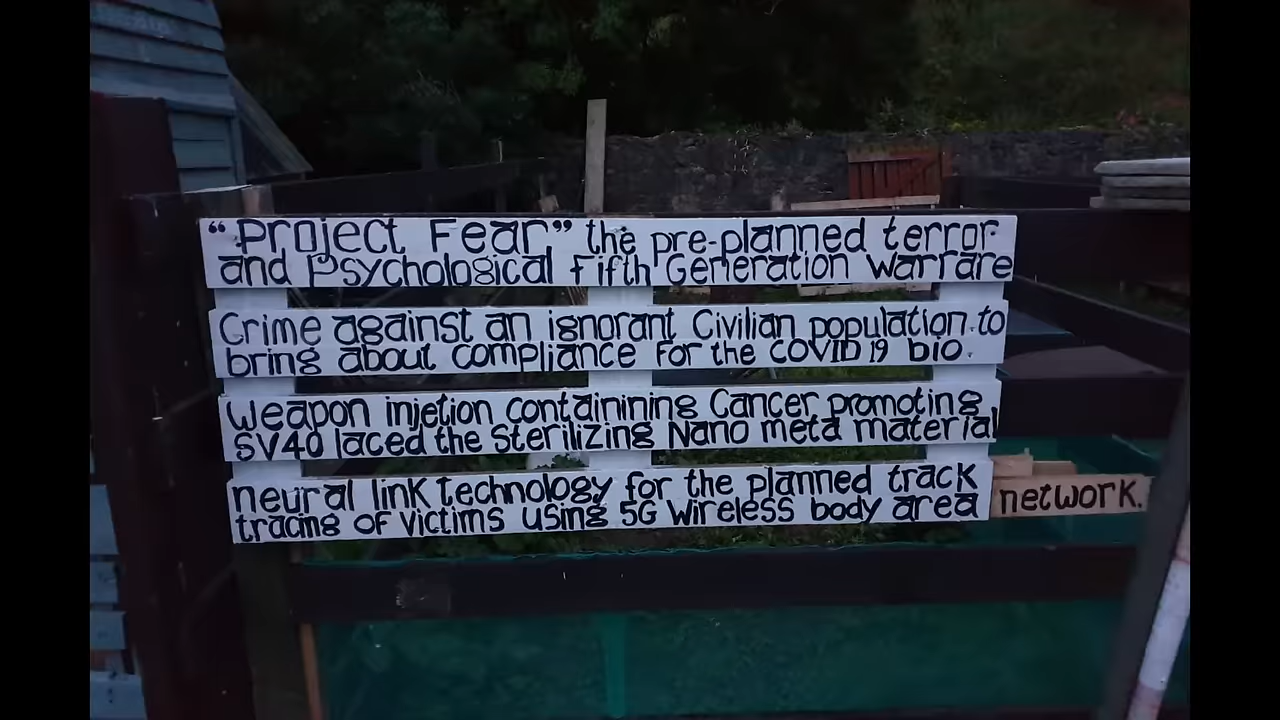 "Project Fear" the pre-planned terror
and Psychological Fifth Generation Warfare
Crime against an ignorant Civilian population to
bring about compliance For the COVID 19 bio.
Weapon injetion containining Cancer promoting
SV40 laced the Sterilizing Nano meta material
neural link technology for the planned track
tracing of victims using 5G wireless body area
network.